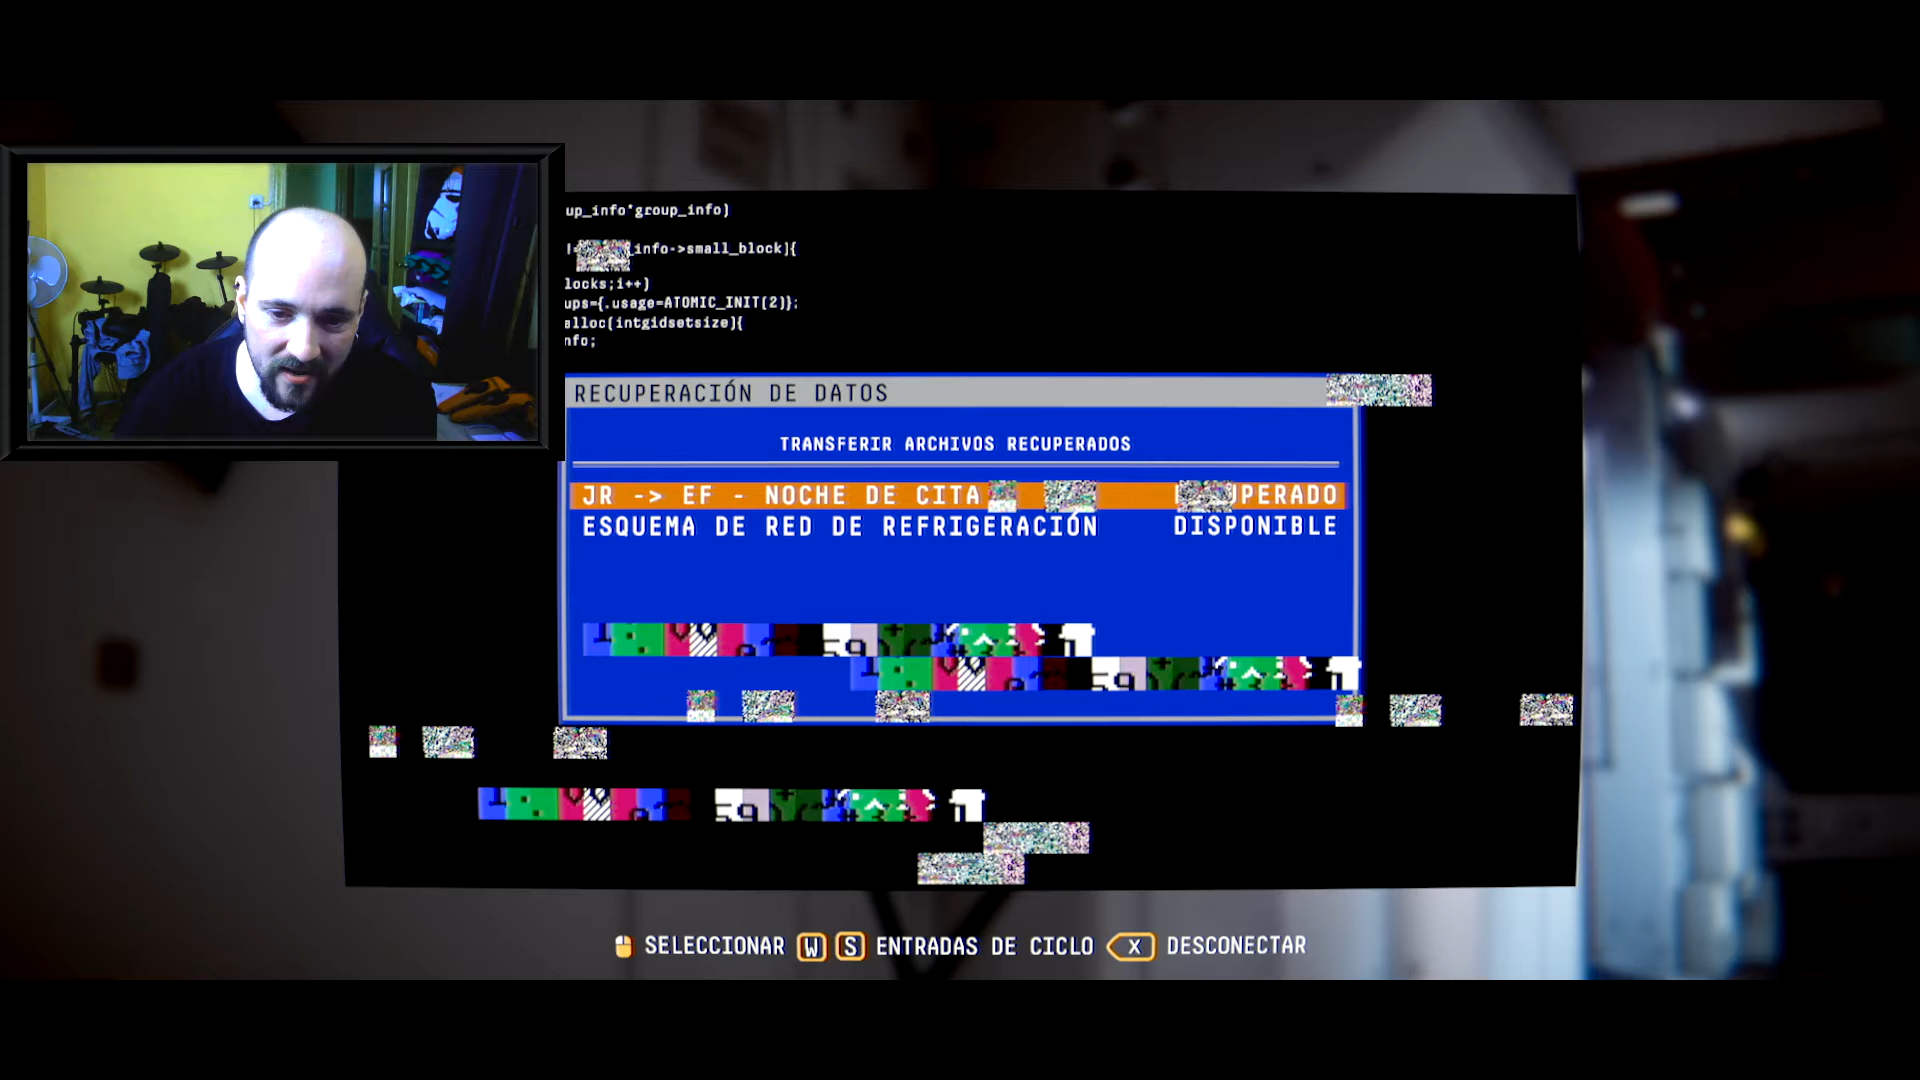 up_info*group_info)
info->small_block]{
locks;i++)
ups={.usage=ATOMIC_INIT(2)};
alloc(intgidsetsize){
nfo;
RECUPERACIÓN DE DATOS
TRANSFERIR ARCHIVOS RECUPERADOS
JR -> EF - NOCHE DE CITA
ESQUEMA DE RED DE REFRIGERACIÓN DISPONIBLE
SELECCIONAR W S ENTRADAS DE CICLO X DESCONECTAR